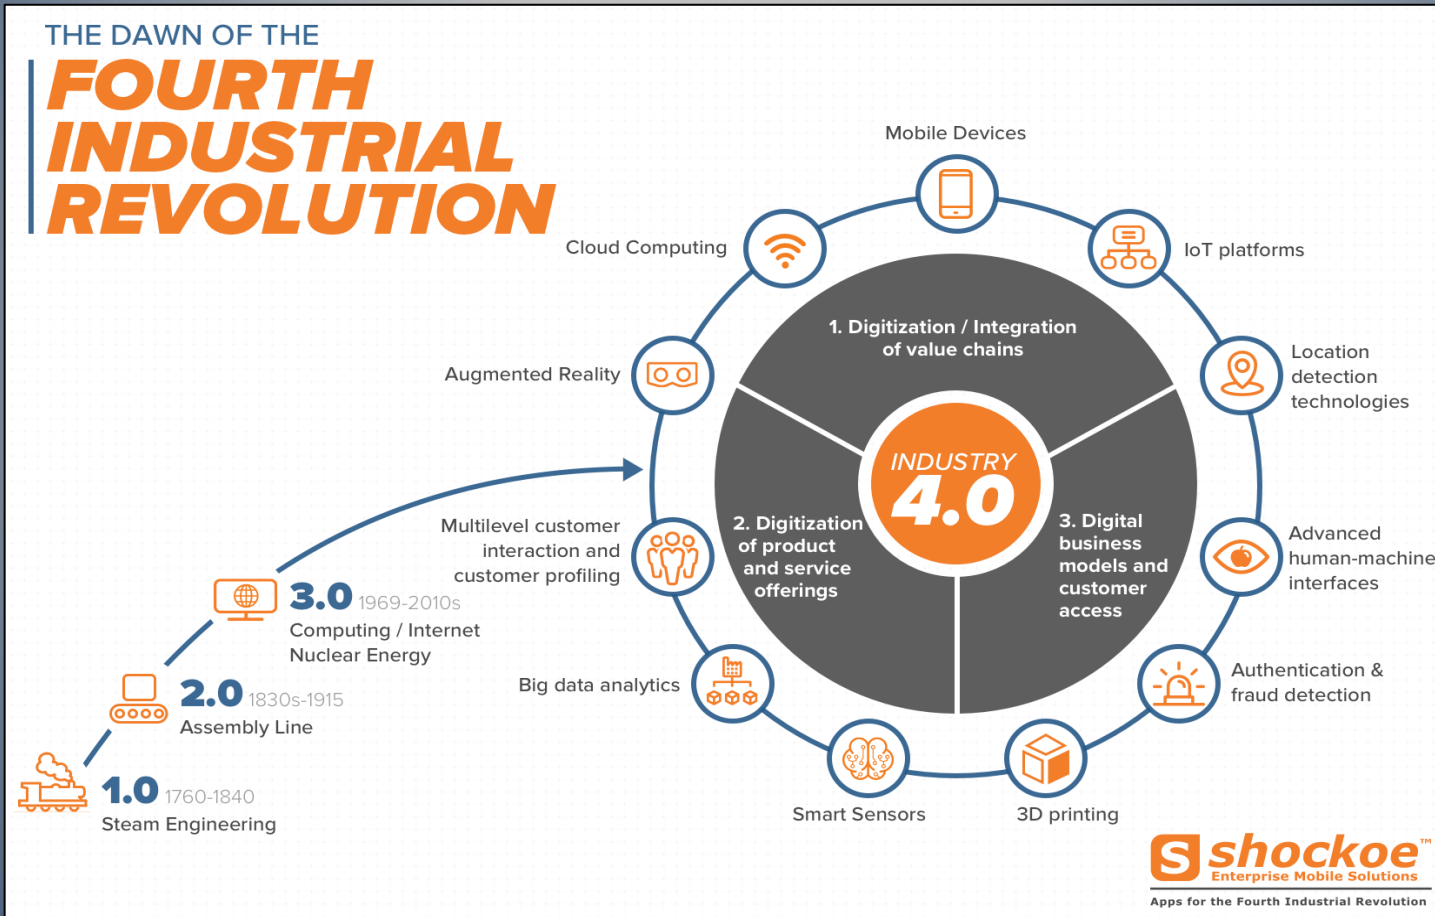 THE DAWN OF THE
FOURTH
INDUSTRIAL
REVOLUTION
Mobile Devices
Cloud Computing
IoT platforms
Augmented Reality
Location
detection
technologies
1. Digitization / Integration
of value chains
INDUSTRY
4.0
2. Digitization
of product
and service
offerings
3. Digital
business
models and
customer
access
Multilevel customer
interaction and
customer profiling
Advanced
human-machine
interfaces
Big data analytics
Authentication &
fraud detection
Smart Sensors
3D printing
3.0 1969-2010s
Computing / Internet
Nuclear Energy
2.0 1830s-1915
Assembly Line
1.0 1760-1840
Steam Engineering
S shockoe™
Enterprise Mobile Solutions
Apps for the Fourth Industrial Revolution